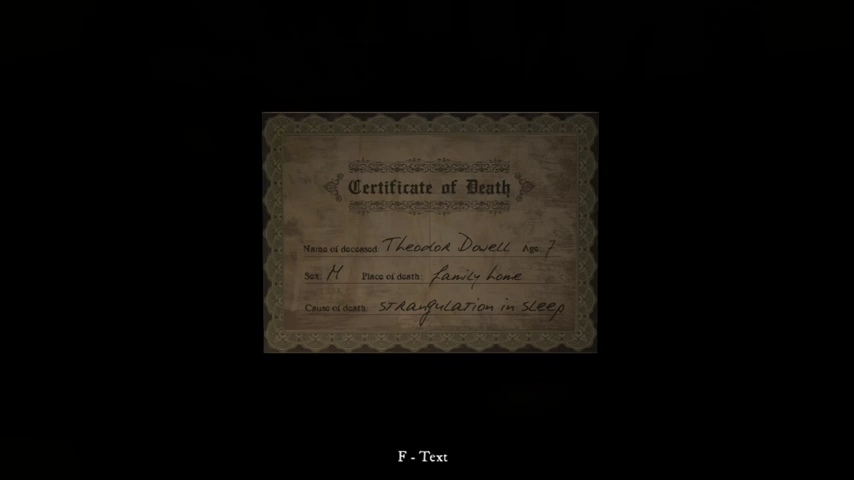 Certificate of Death
Name of deceased: Theodor Dowell Age: 7
Sex: M Place of death: family home
Cause of death: strangulation in sleep
F - Text